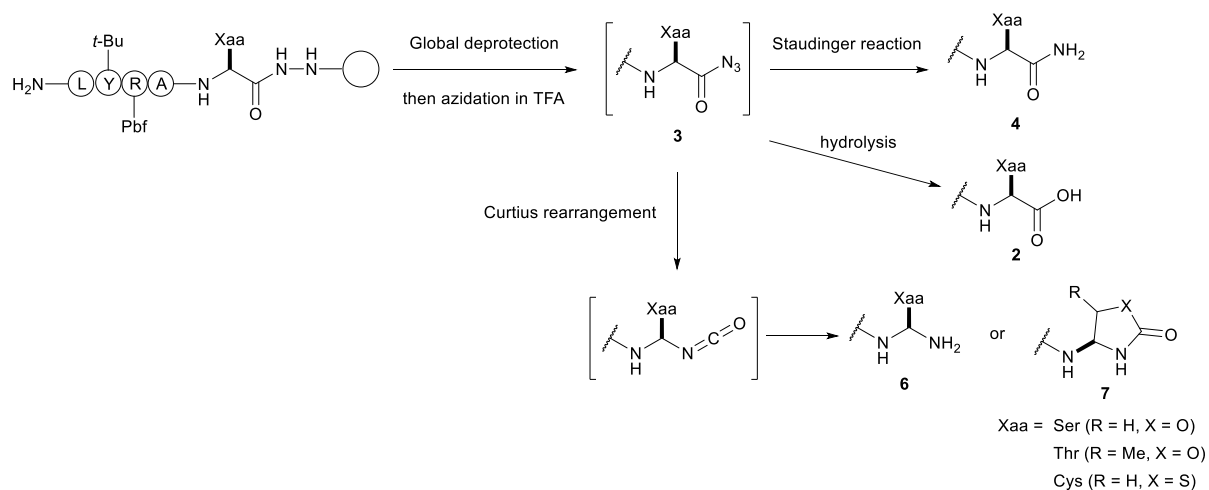 t-Bu
H₂N L Y R A N H Xaa O H N H N
Pbf
Global deprotection
then azidation in TFA
Xaa
N H O N₃
3
Staudinger reaction
Xaa
N H O NH₂
4
hydrolysis
Xaa
N H O OH
2
Curtius rearrangement
Xaa
N H N C O
Xaa
N H NH₂
6
or
R X
N H N H O
7
Xaa = Ser (R = H, X = O)
Thr (R = Me, X = O)
Cys (R = H, X = S)